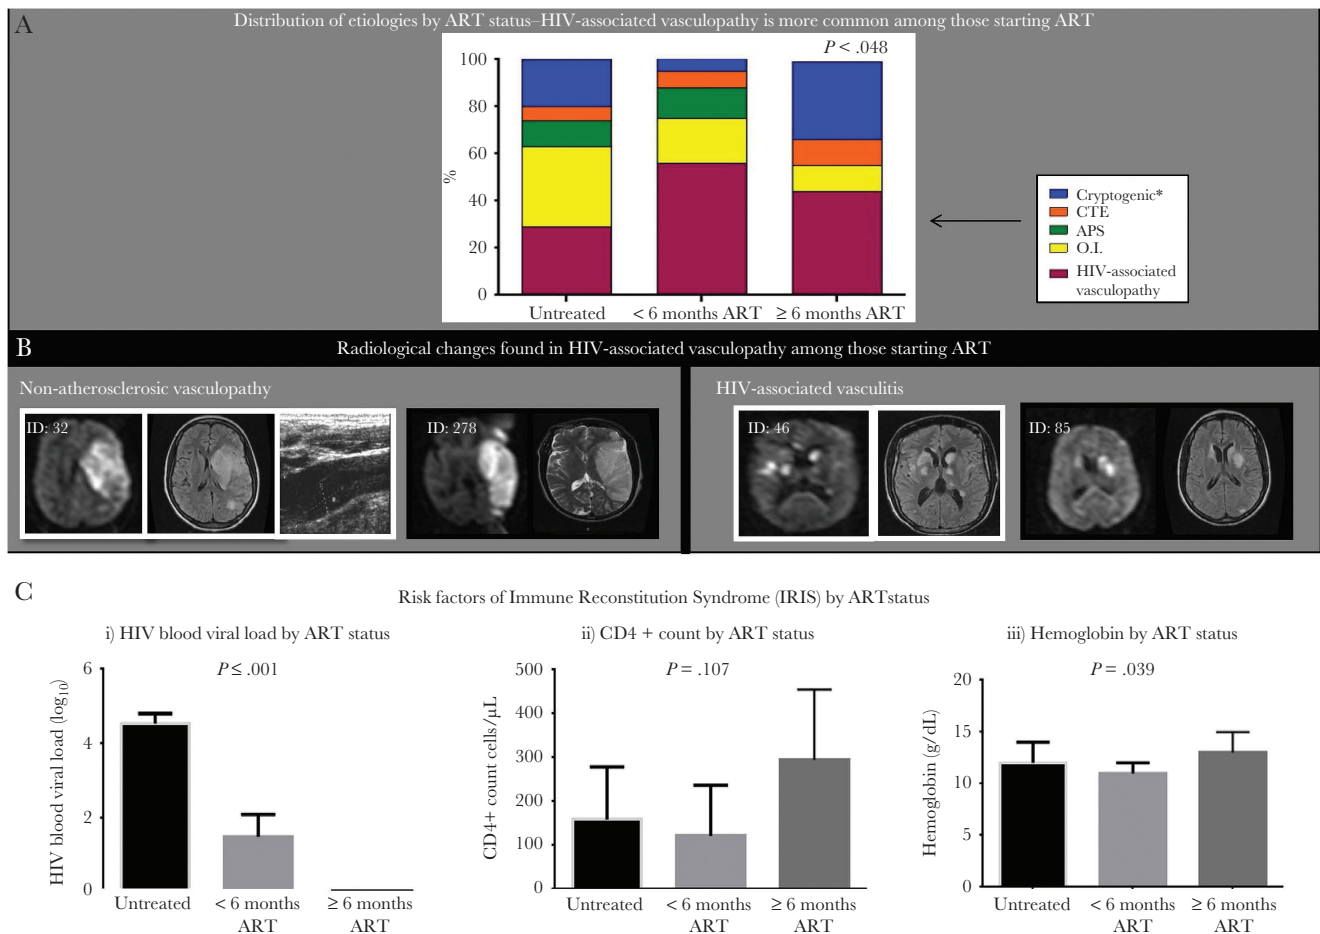 A
Distribution of etiologies by ART status–HIV-associated vasculopathy is more common among those starting ART
P < .048
100
80
60
40
20
0
%
Untreated
< 6 months ART
≥ 6 months ART
Cryptogenic*
CTE
APS
O.I.
HIV-associated
vasculopathy
B
Radiological changes found in HIV-associated vasculopathy among those starting ART
Non-atherosclerosic vasculopathy
HIV-associated vasculitis
ID: 32
ID: 278
ID: 46
ID: 85
C
Risk factors of Immune Reconstitution Syndrome (IRIS) by ARTstatus
i) HIV blood viral load by ART status
P ≤ .001
HIV blood viral load (log10)
6
4
2
0
Untreated
< 6 months
ART
≥ 6 months
ART
ii) CD4 + count by ART status
P = .107
CD4+ count cells/μL
500
400
300
200
100
0
Untreated
< 6 months
ART
≥ 6 months
ART
iii) Hemoglobin by ART status
P = .039
Hemoglobin (g/dL)
20
15
10
5
0
Untreated
< 6 months
ART
≥ 6 months
ART